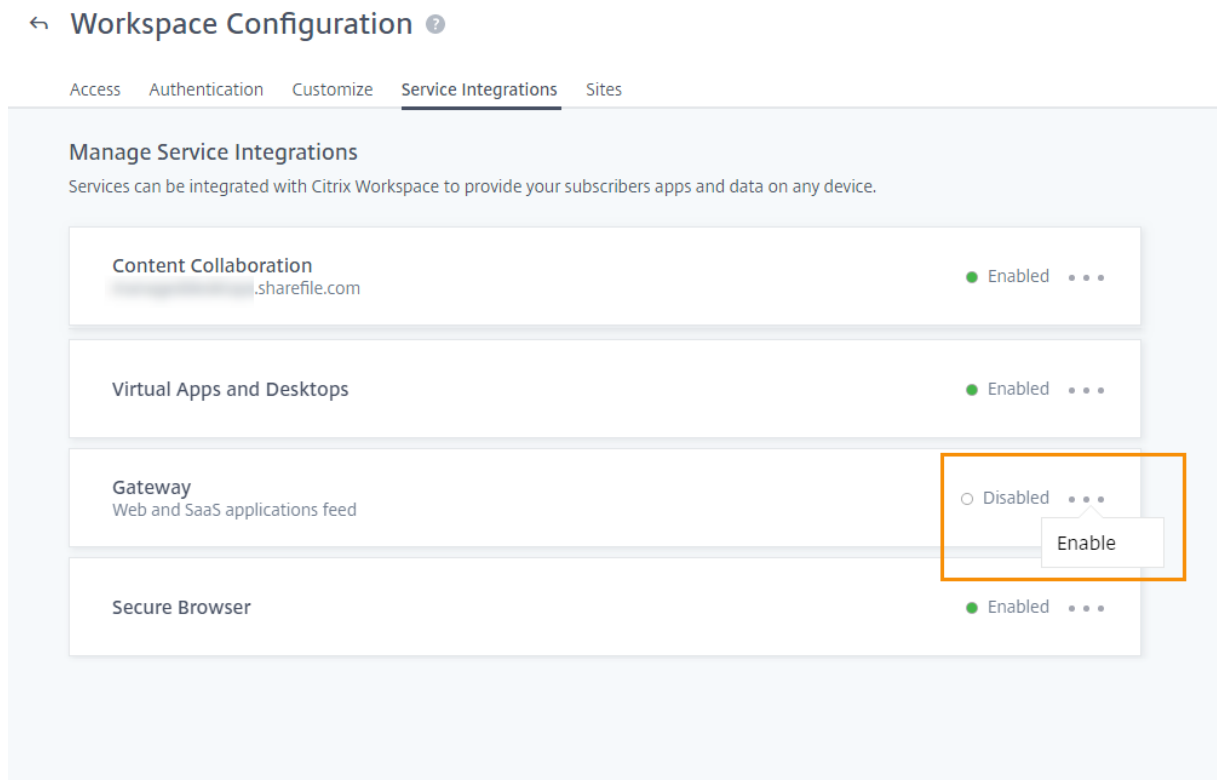 Workspace Configuration ?
Access Authentication Customize Service Integrations Sites
Manage Service Integrations
Services can be integrated with Citrix Workspace to provide your subscribers apps and data on any device.
Content Collaboration
.sharefile.com
Enabled
Virtual Apps and Desktops
Enabled
Gateway
Web and SaaS applications feed
Disabled
Enable
Secure Browser
Enabled